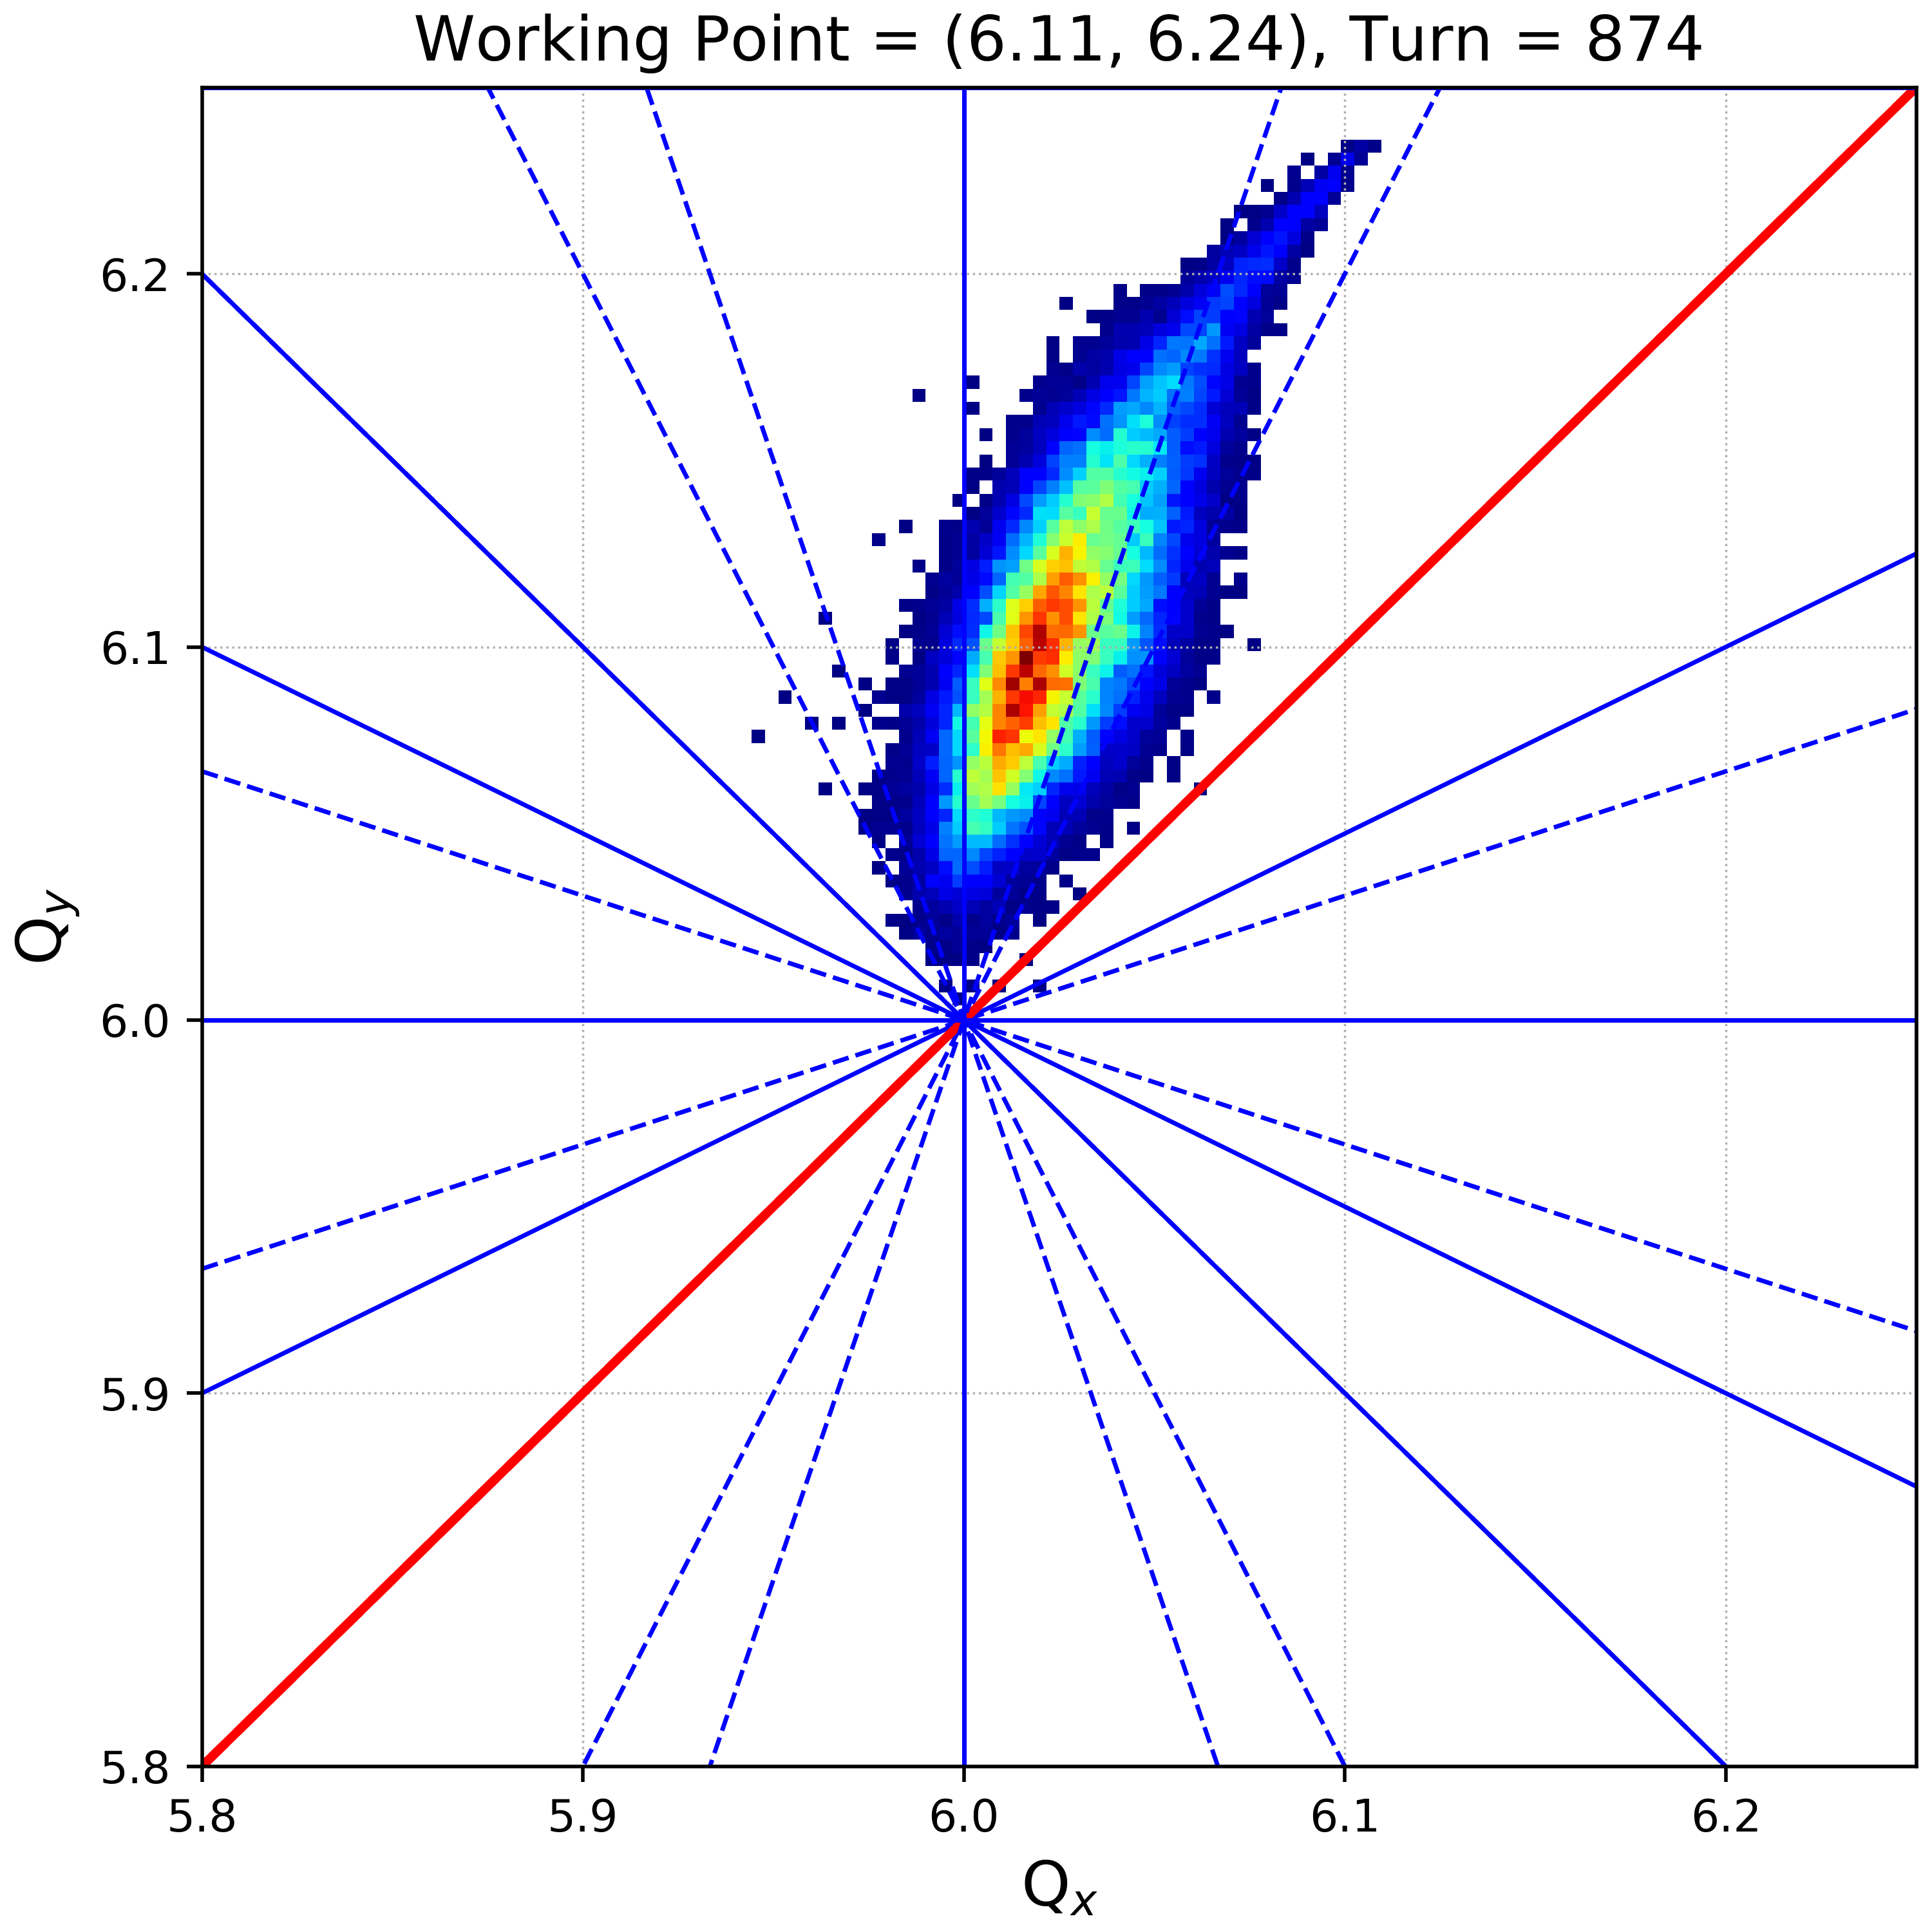 Working Point = (6.11, 6.24), Turn = 874
6.2
6.1
6.0
5.9
5.8
Qy
5.8 5.9 6.0 6.1 6.2
Qx